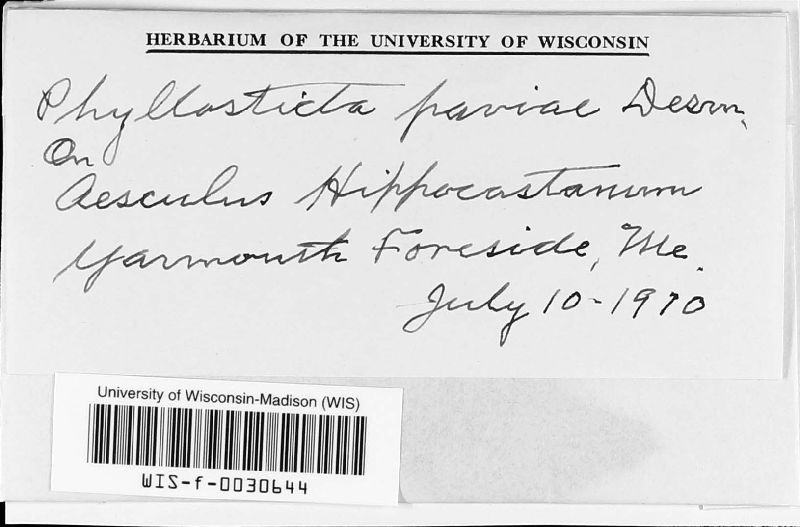 HERBARIUM OF THE UNIVERSITY OF WISCONSIN
Phyllosticta paviae Desm.
On
Aesculus Hippocastanum
Yarmouth Foreside, Me.
July 10-1970
University of Wisconsin-Madison (WIS)
WIS-f-0030644